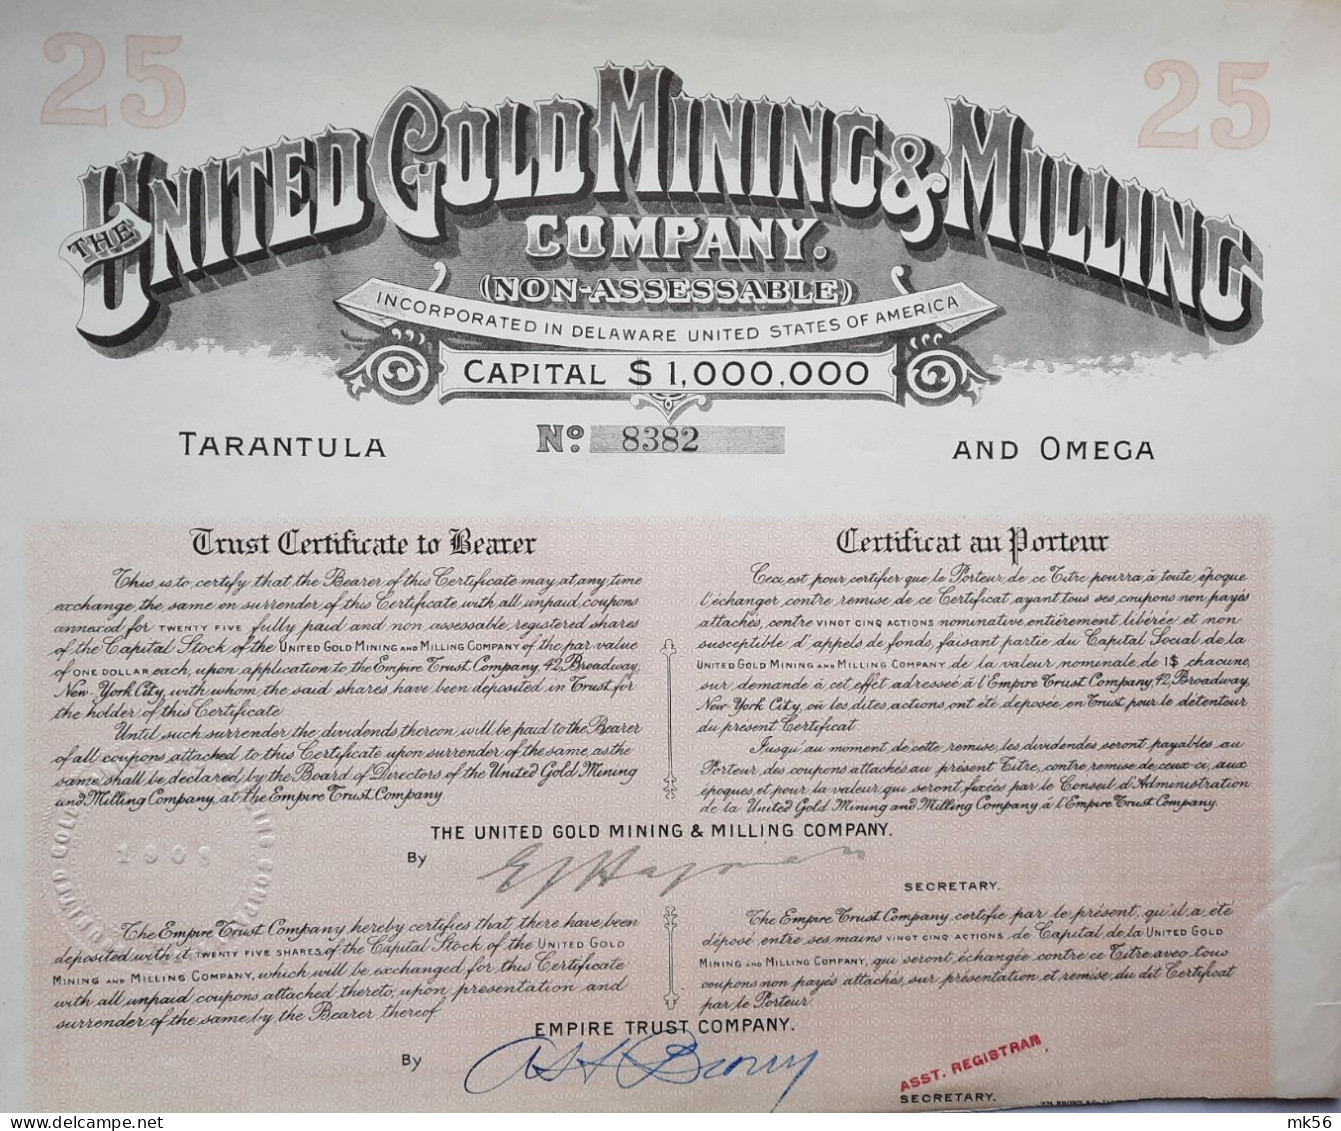 25
25
THE UNITED GOLD MINING & MILLING
COMPANY.
(NON-ASSESSABLE)
INCORPORATED IN DELAWARE UNITED STATES OF AMERICA
CAPITAL $1,000,000
TARANTULA
No. 8382
AND OMEGA
Trust Certificate to Bearer
This is to certify that the Bearer of this Certificate may at any time
exchange the same on surrender of this Certificate with all unpaid coupons
annexed for TWENTY FIVE fully paid and non assessable registered shares
of the Capital Stock of the UNITED GOLD MINING AND MILLING COMPANY of the par value
of ONE DOLLAR each, upon application to the Empire Trust Company, 42, Broadway,
New-York City, with whom the said shares have been deposited in Trust for
the holder of this Certificate
Until such surrender the dividends thereon will be paid to the Bearer
of all coupons attached to this Certificate upon surrender of the same, as the
same shall be declared by the Board of Directors of the United Gold Mining
and Milling Company, at the Empire Trust Company
Certificat au Porteur
Ceci est pour certifier que le Porteur de ce Titre pourra, à toute époque
l'échanger contre remise de ce Certificat ayant tous ses coupons non payés
attachés, contre VINGT CINQ ACTIONS nominative entièrement libérée et non
susceptible d'appels de fonds, faisant partie du Capital Social de la
UNITED GOLD MINING AND MILLING COMPANY de la valeur nominale de 1$ chacune,
sur demande à cet effet adresseé à l'Empire Trust Company, 42, Broadway,
New-York City, où les dites actions ont été deposée, en Trust pour le détenteur
du présent Certificat
Jusqu'au moment de cette remise, les dividendes seront payables au
Porteur des coupons attachés au présent Titre, contre remise de ceux-ci, aux
époques et pour la valeur qui seront fixées par le Conseil d'Administration
de la United Gold Mining and Milling Company, à l'Empire Trust Company.
THE UNITED GOLD MINING & MILLING COMPANY.
By
SECRETARY.
1909
The Empire Trust Company hereby certifies that there have been
deposited with it TWENTY FIVE SHARES of the Capital Stock of the UNITED GOLD
MINING AND MILLING COMPANY, which will be exchanged for this Certificate
with all unpaid coupons attached thereto, upon presentation and
surrender of the same, by the Bearer thereof
The Empire Trust Company certifie par le présent, qu'il a été
déposé entre ses mains VINGT CINQ ACTIONS de Capital de la UNITED GOLD
MINING AND MILLING COMPANY, qui seront échangée contre ce Titre avec tous
coupons non payés attachés, sur présentation et remise du dit Certificat
par le Porteur
EMPIRE TRUST COMPANY.
By
ASST. REGISTRAR
SECRETARY.
delcampe.net
mk56